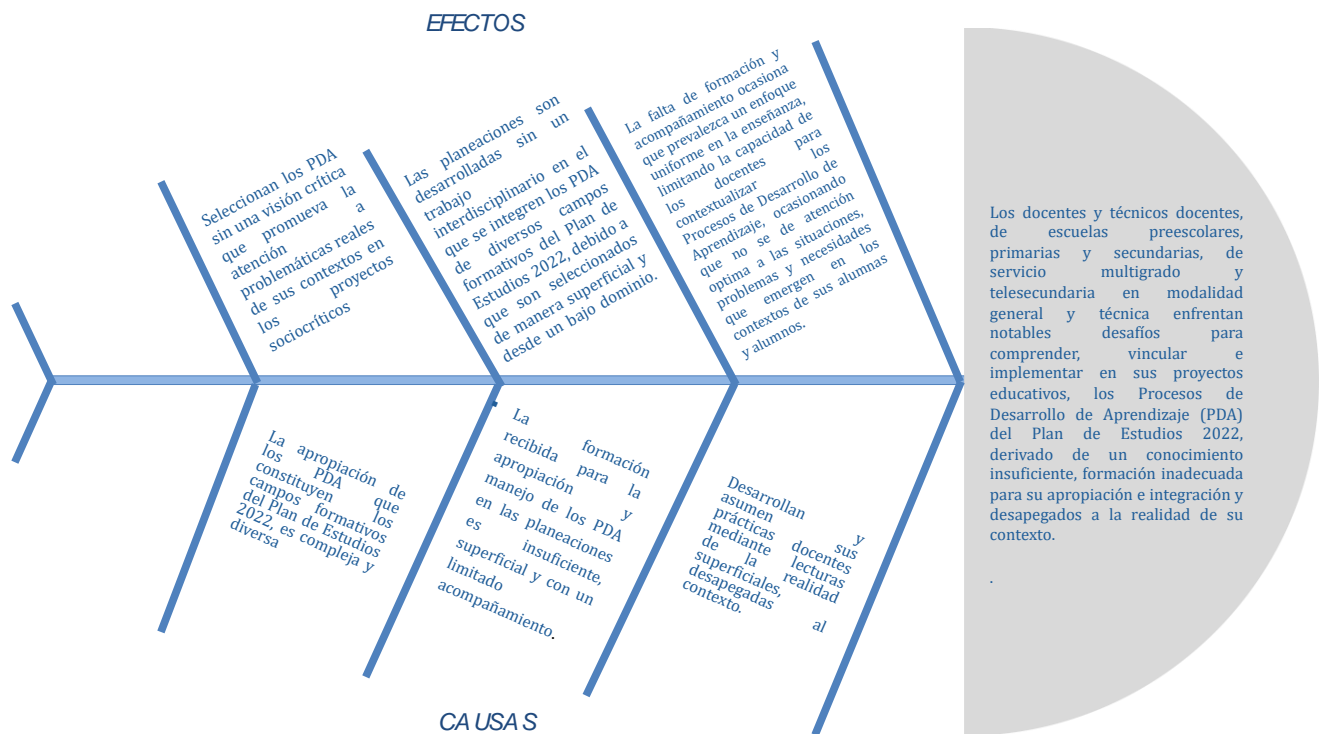 EFECTOS
Seleccionan los PDA
sin una visión crítica
que promueva la
atención a
problemáticas reales
de sus contextos en
los proyectos
sociocríticos
Las planeaciones son
desarrolladas sin un
trabajo
interdisciplinario en el
que se integren los PDA
de diversos campos
formativos del Plan de
Estudios 2022, debido a
que son seleccionados
de manera superficial y
desde un bajo dominio.
La falta de formación y
acompañamiento ocasiona
que prevalezca un enfoque
uniforme en la enseñanza,
limitando la capacidad de
los docentes para
contextualizar los
Procesos de Desarrollo de
Aprendizaje, ocasionando
que no se de atención
optima a las situaciones,
problemas y necesidades
que emergen en los
contextos de sus alumnas
y alumnos.
Los docentes y técnicos docentes,
de escuelas preescolares,
primarias y secundarias, de
servicio multigrado y
telesecundaria en modalidad
general y técnica enfrentan
notables desafíos para
comprender, vincular e
implementar en sus proyectos
educativos, los Procesos de
Desarrollo de Aprendizaje (PDA)
del Plan de Estudios 2022,
derivado de un conocimiento
insuficiente, formación inadecuada
para su apropiación e integración y
desapegados a la realidad de su
contexto.
.
La apropiación de
los PDA que
constituyen los
campos formativos
del Plan de Estudios
2022, es compleja y
diversa
.
La formación
recibida para la
apropiación y
manejo de los PDA
en las planeaciones
es insuficiente,
superficial y con un
limitado
acompañamiento.
Desarrollan y
asumen sus
prácticas docentes
mediante lecturas
de la realidad
superficiales,
desapegadas al
contexto.
CAUSAS